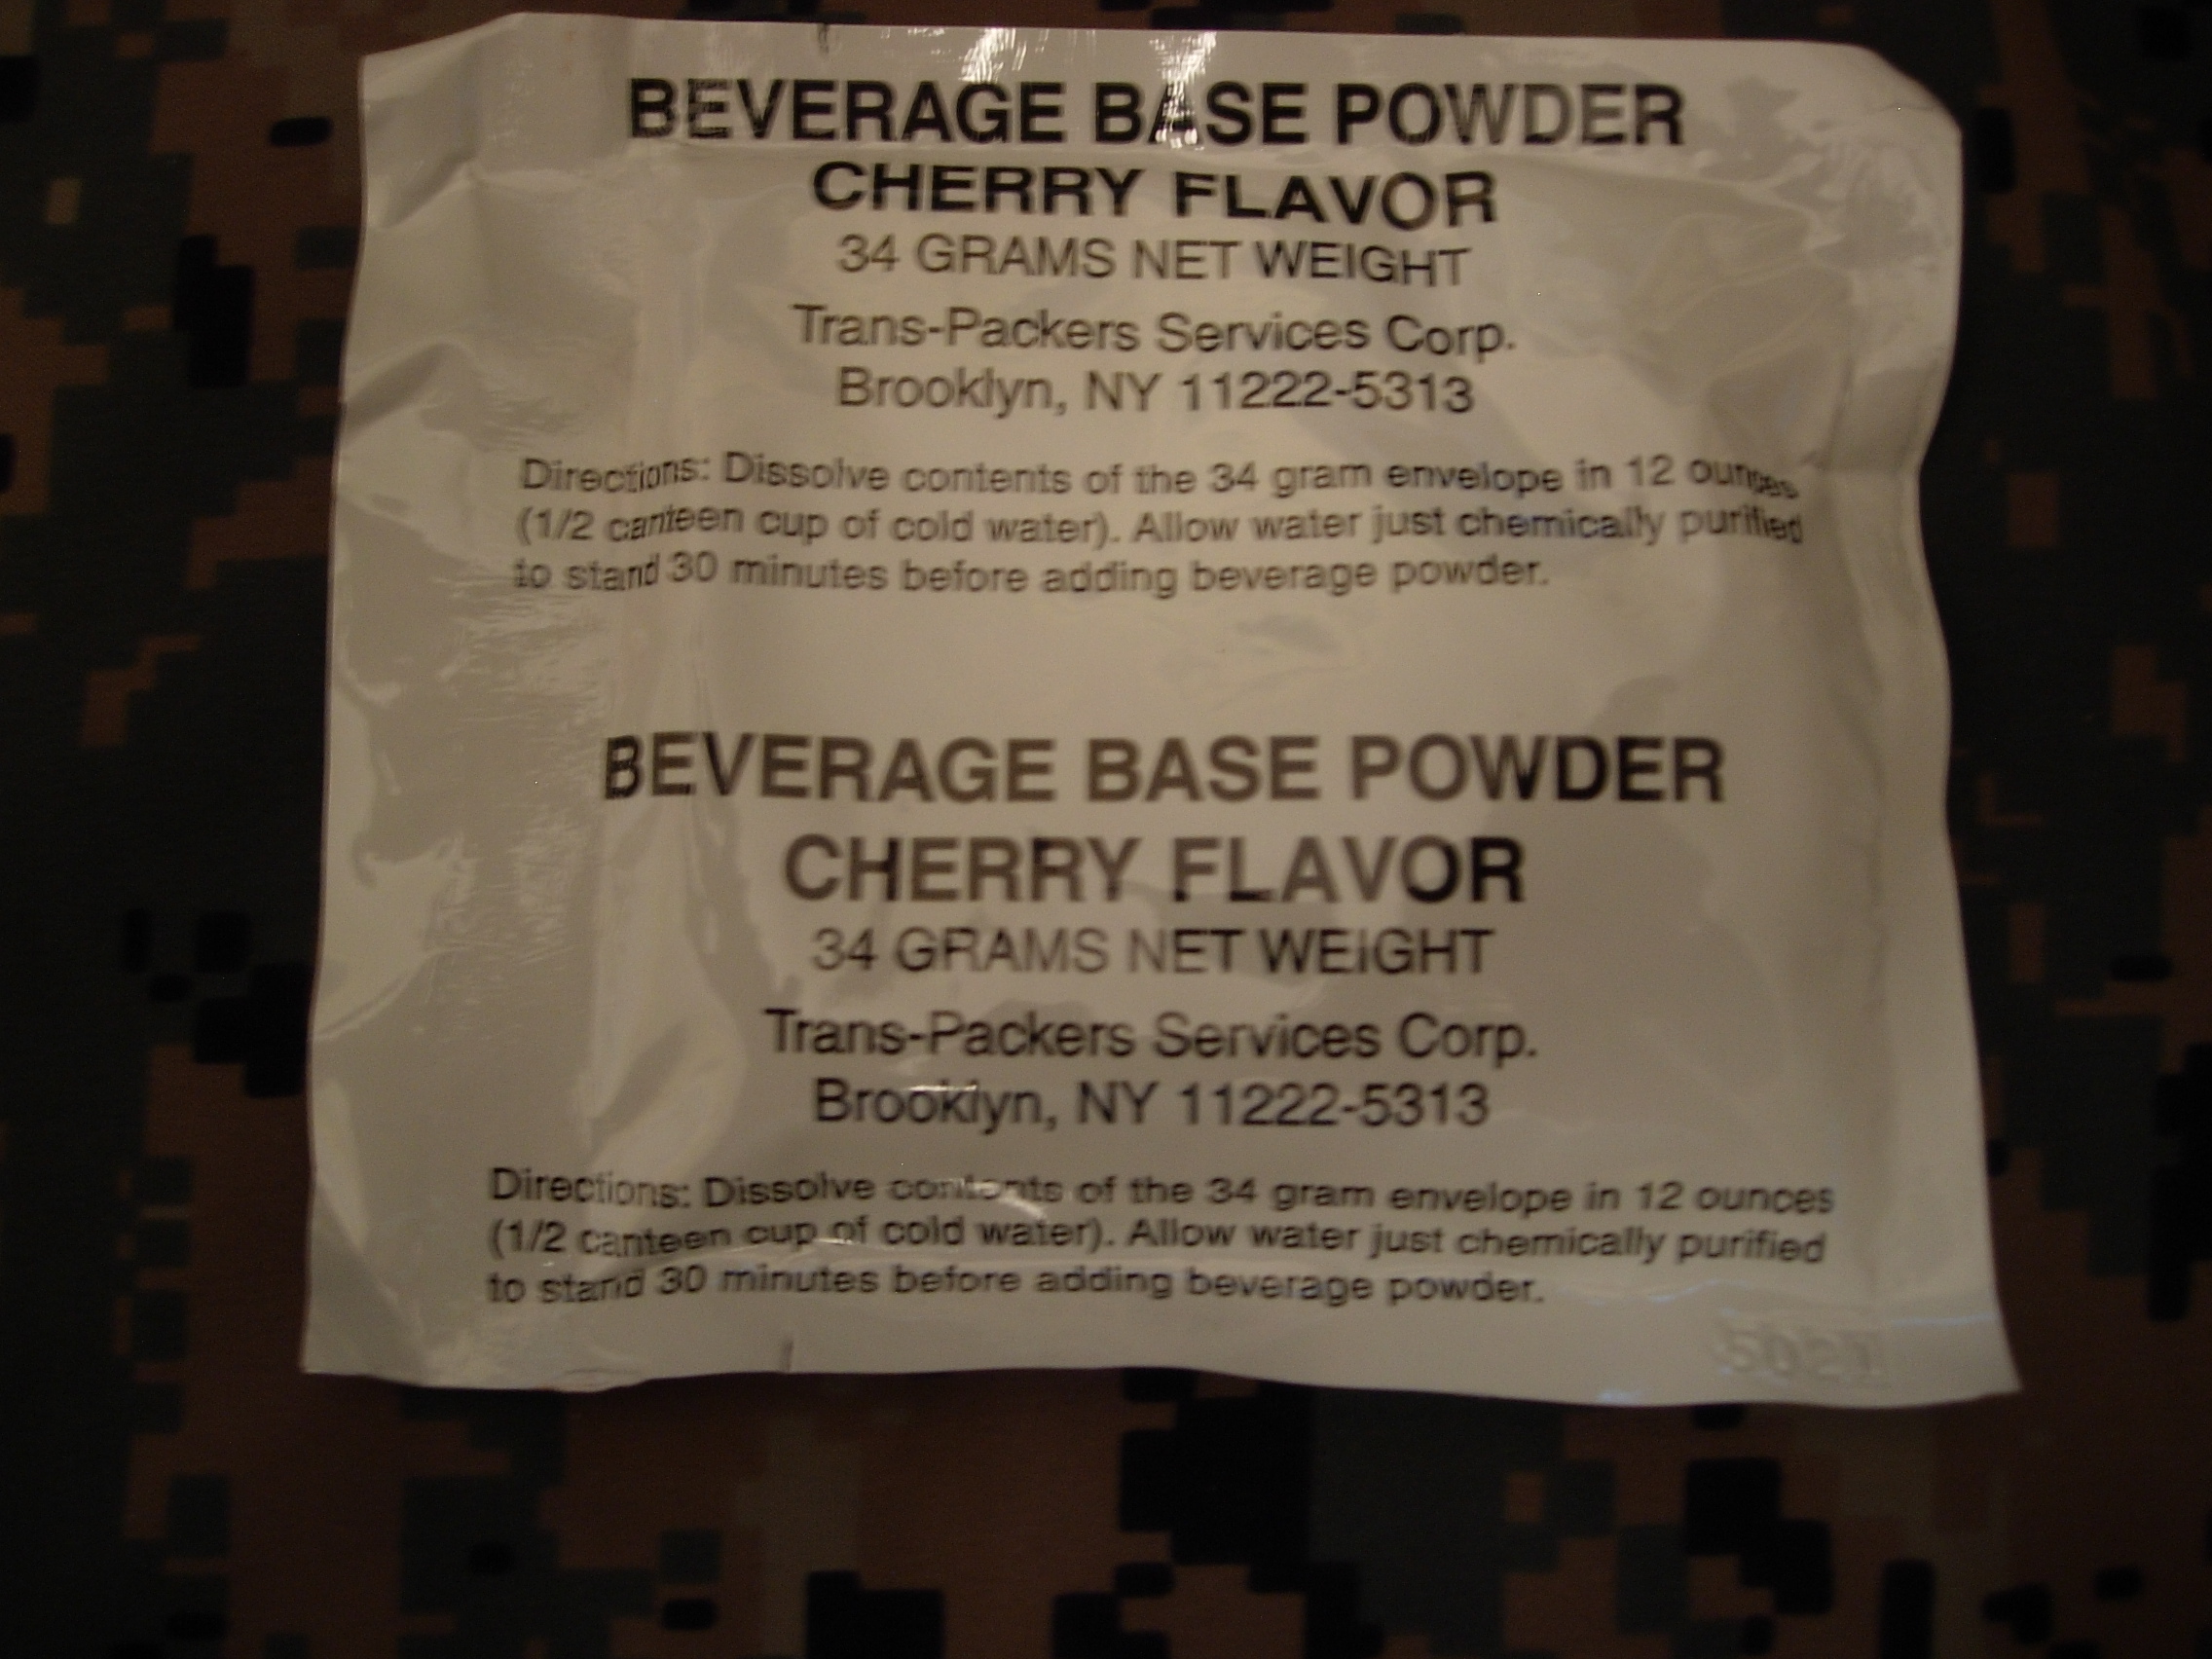 BEVERAGE BASE POWDER
CHERRY FLAVOR
34 GRAMS NET WEIGHT
Trans-Packers Services Corp.
Brooklyn, NY 11222-5313
Directions: Dissolve contents of the 34 gram envelope in 12 ounces
(1/2 canteen cup of cold water). Allow water just chemically purified
to stand 30 minutes before adding beverage powder.
BEVERAGE BASE POWDER
CHERRY FLAVOR
34 GRAMS NET WEIGHT
Trans-Packers Services Corp.
Brooklyn, NY 11222-5313
Directions: Dissolve contents of the 34 gram envelope in 12 ounces
(1/2 canteen cup of cold water). Allow water just chemically purified
to stand 30 minutes before adding beverage powder.
5021